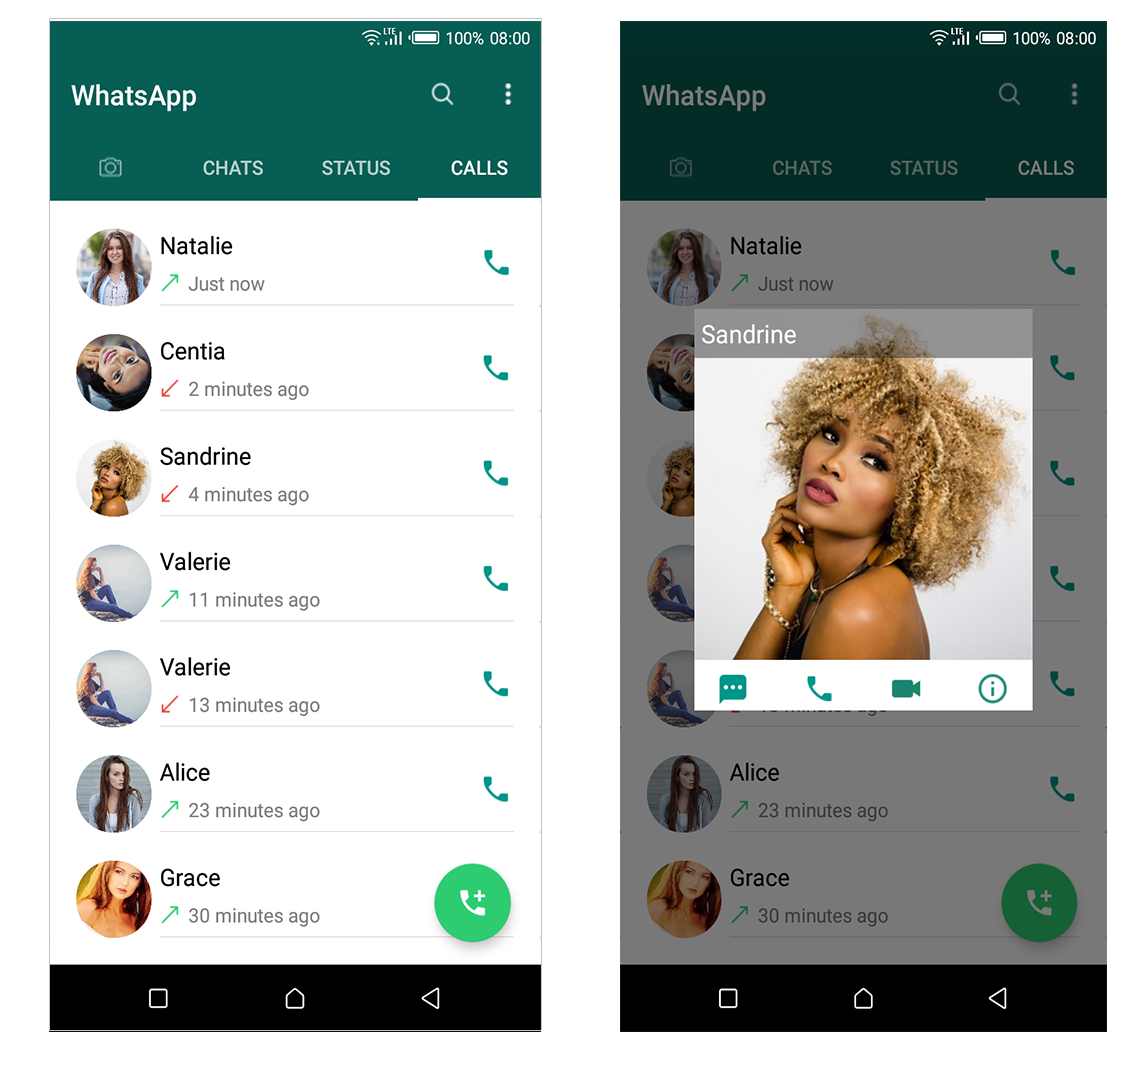 LTE 100% 08:00
WhatsApp
CHATS STATUS CALLS
Natalie
Just now
Centia
2 minutes ago
Sandrine
4 minutes ago
Valerie
11 minutes ago
Valerie
13 minutes ago
Alice
23 minutes ago
Grace
30 minutes ago
LTE 100% 08:00
WhatsApp
CHATS STATUS CALLS
Natalie
Just now
Sandrine
Alice
23 minutes ago
Grace
30 minutes ago